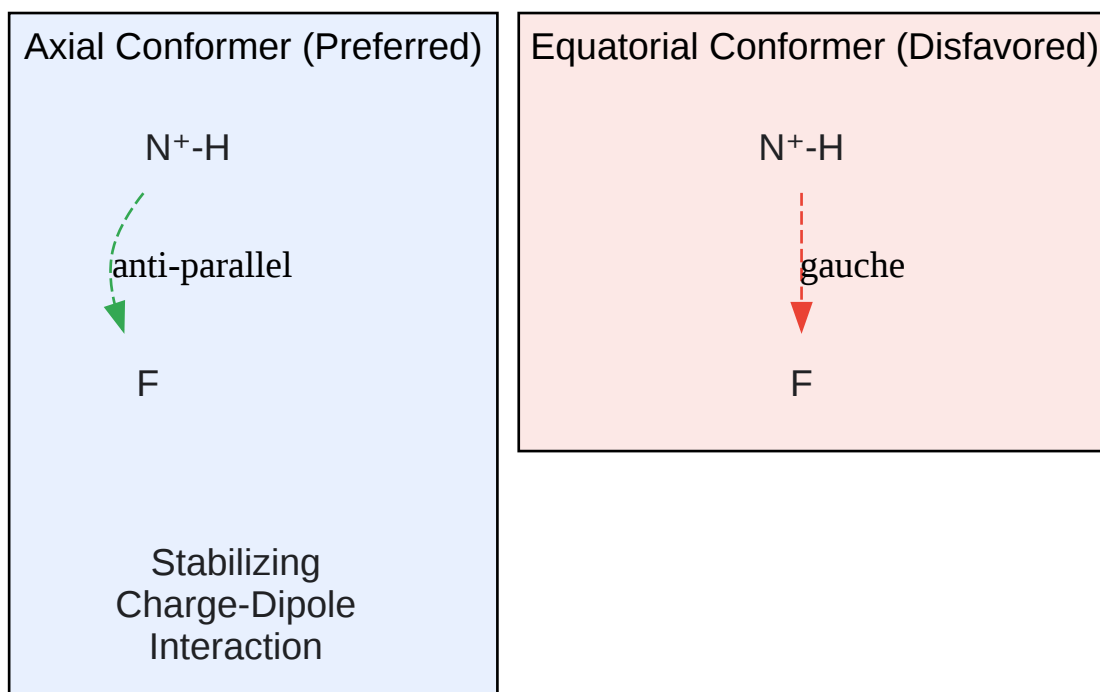 Axial Conformer (Preferred)
N⁺-H
anti-parallel
F
Stabilizing
Charge-Dipole
Interaction
Equatorial Conformer (Disfavored)
N⁺-H
gauche
F